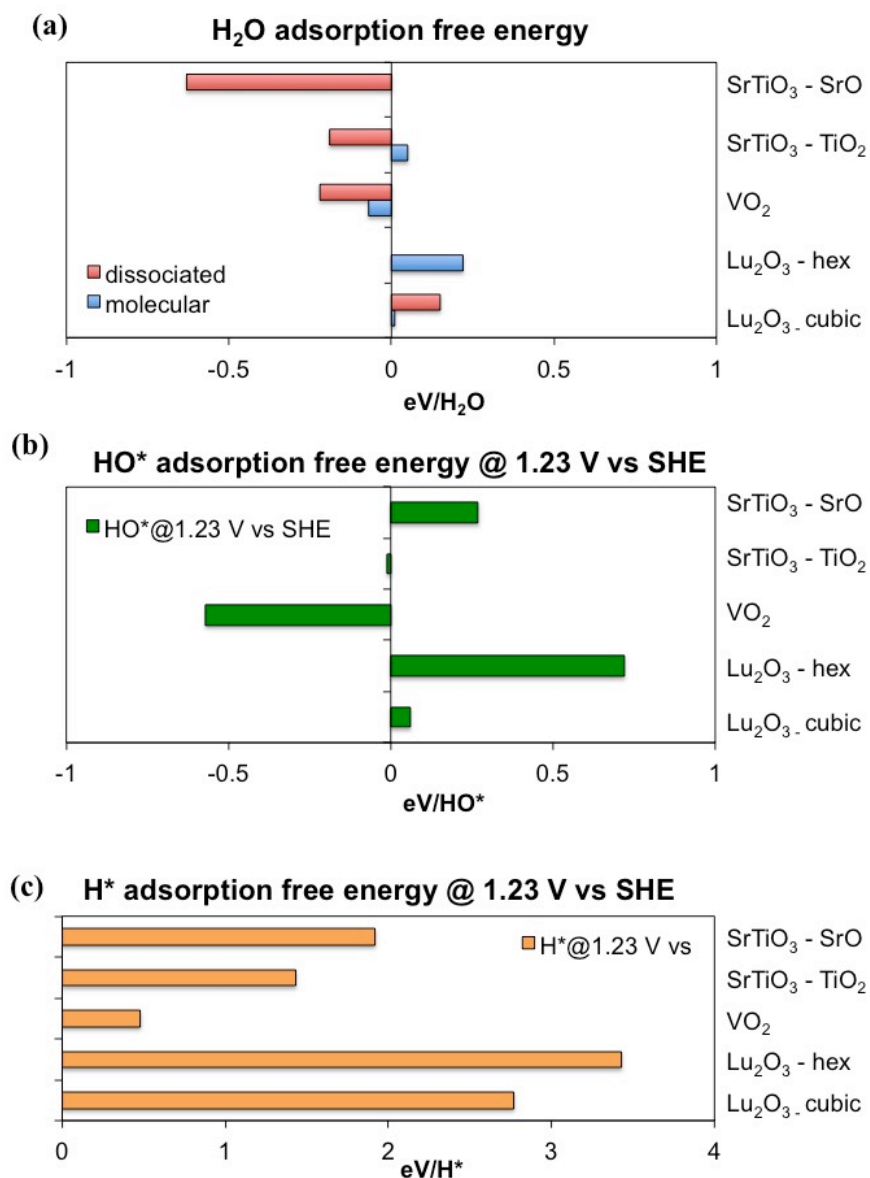 (a)
H₂O adsorption free energy
SrTiO₃ - SrO
SrTiO₃ - TiO₂
VO₂
Lu₂O₃ - hex
Lu₂O₃ - cubic
dissociated
molecular
-1 -0.5 0 0.5 1
eV/H₂O
(b)
HO* adsorption free energy @ 1.23 V vs SHE
HO*@1.23 V vs SHE
SrTiO₃ - SrO
SrTiO₃ - TiO₂
VO₂
Lu₂O₃ - hex
Lu₂O₃ - cubic
-1 -0.5 0 0.5 1
eV/HO*
(c)
H* adsorption free energy @ 1.23 V vs SHE
H*@1.23 V vs
SrTiO₃ - SrO
SrTiO₃ - TiO₂
VO₂
Lu₂O₃ - hex
Lu₂O₃ - cubic
0 1 2 3 4
eV/H*